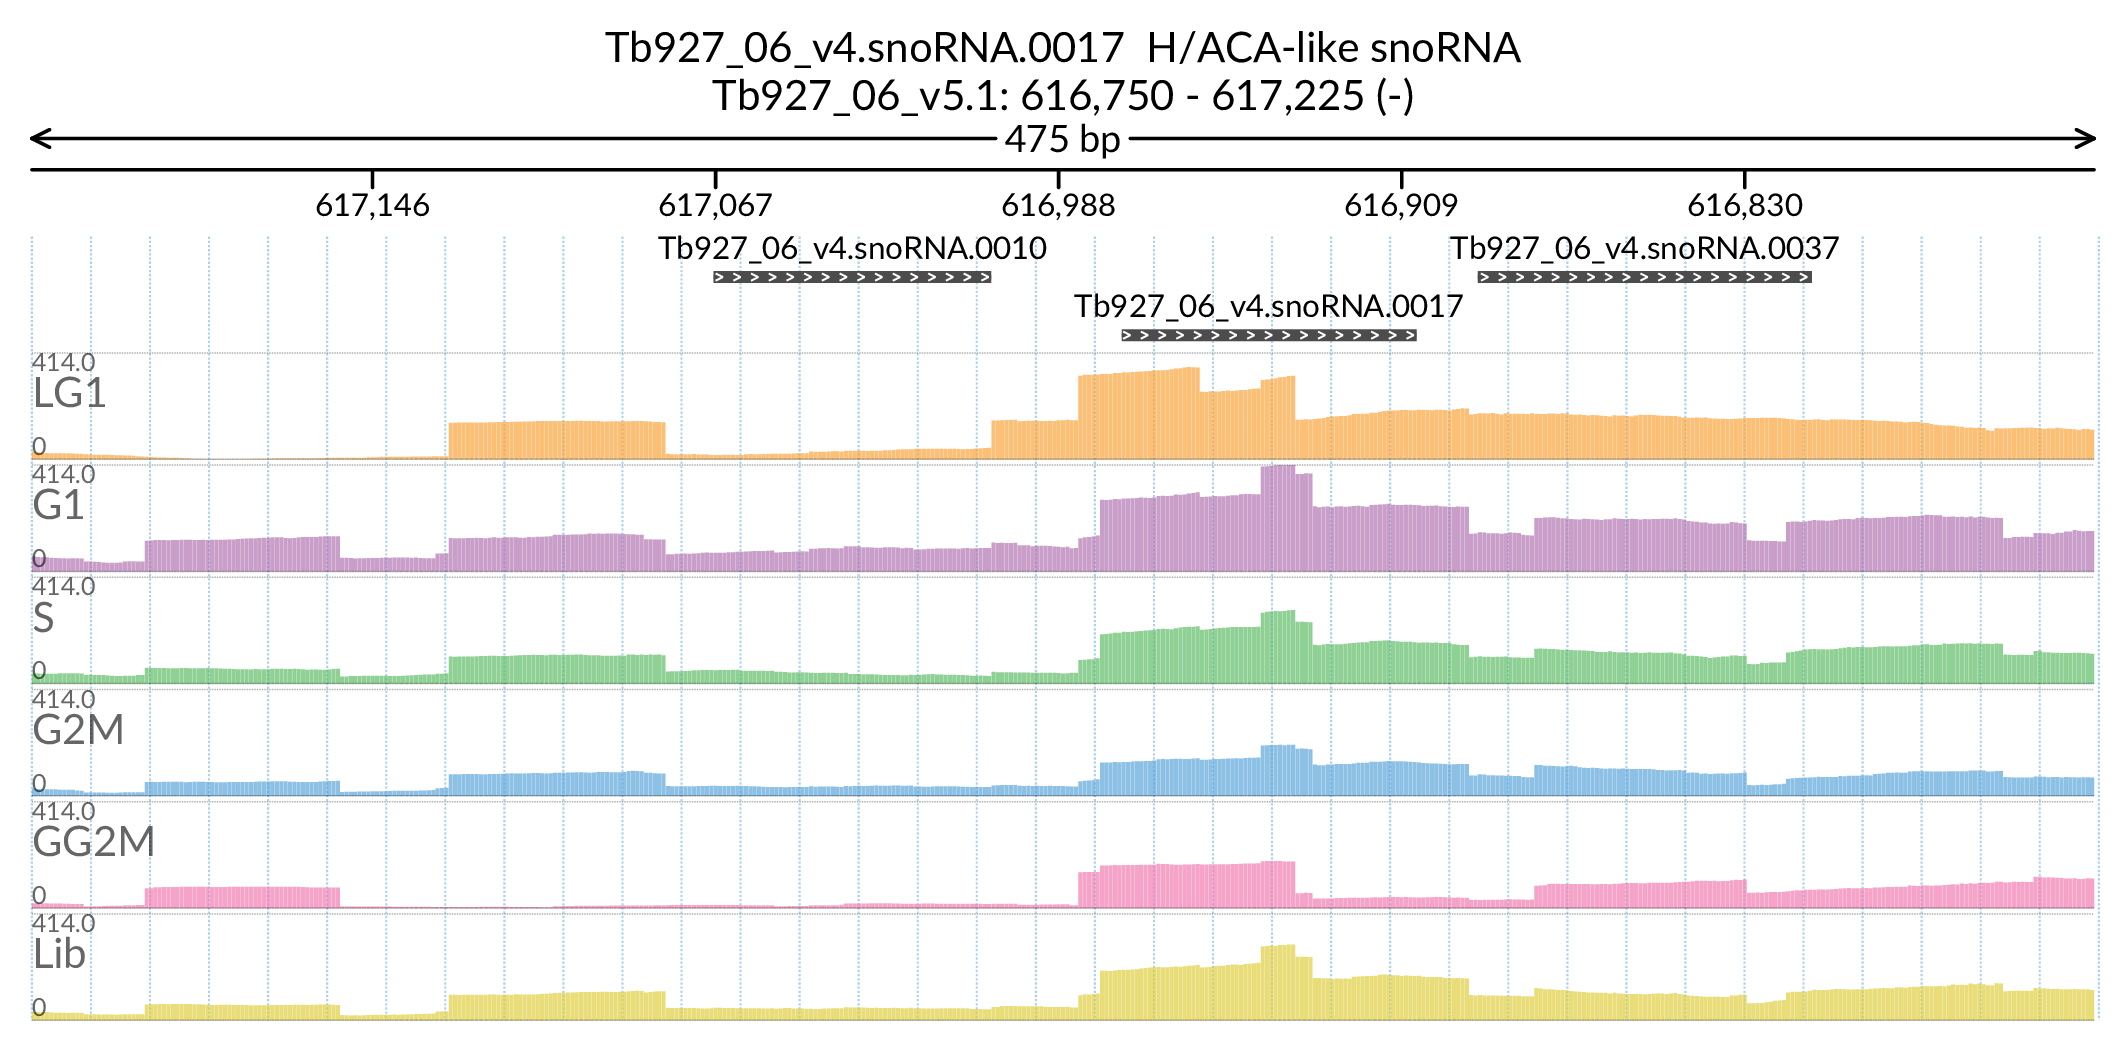 Tb927_06_v4.snoRNA.0017  H/ACA-like snoRNA
Tb927_06_v5.1: 616,750 - 617,225 (-)
475 bp
617,146 617,067 616,988 616,909 616,830
Tb927_06_v4.snoRNA.0010 Tb927_06_v4.snoRNA.0037
Tb927_06_v4.snoRNA.0017
414.0
LG1
0
414.0
G1
0
414.0
S
0
414.0
G2M
0
414.0
GG2M
0
414.0
Lib
0